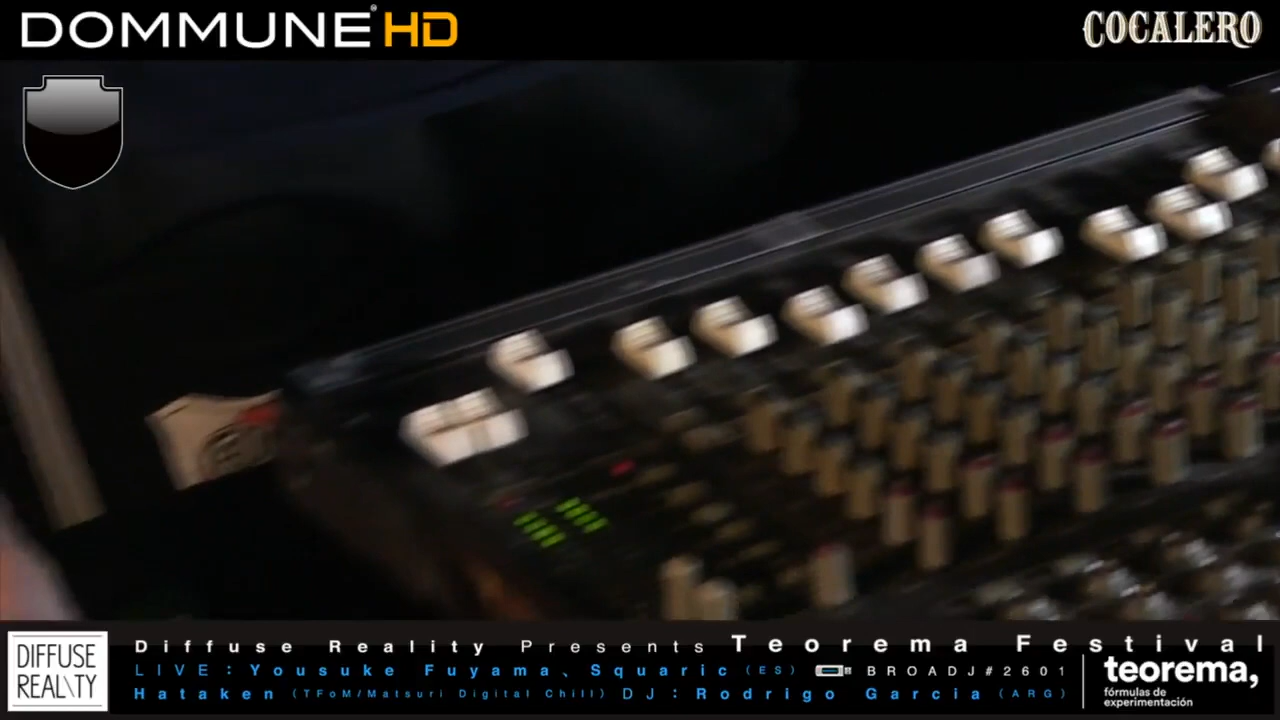 DOMMUNE® HD
COCALERO
DIFFUSE
REALITY
Diffuse Reality Presents Teorema Festival
LIVE：Yousuke Fuyama、Squaric (ES) BROADJ#2601
Hataken (TFoM/Matsuri Digital Chill) DJ：Rodrigo Garcia (ARG)
teorema,
fórmulas de
experimentación